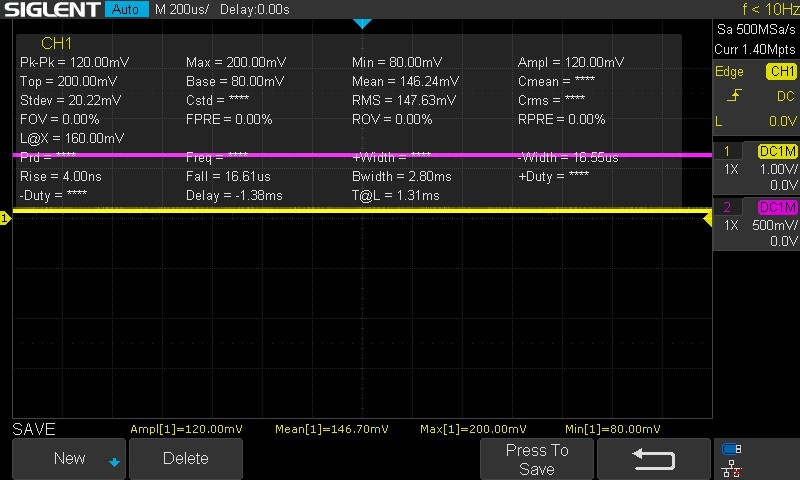 SIGLENT Auto M 200us/ Delay:0.00s f < 10Hz
Sa 500MSa/s
Curr 1.40Mpts
CH1
Pk-Pk = 120.00mV Max = 200.00mV Min = 80.00mV Ampl = 120.00mV
Top = 200.00mV Base = 80.00mV Mean = 146.24mV Cmean = ****
Stdev = 20.22mV Cstd = **** RMS = 147.63mV Crms = ****
FOV = 0.00% FPRE = 0.00% ROV = 0.00% RPRE = 0.00%
L@X = 160.00mV
Prd = **** Freq = **** +Width = **** -Width = 16.55us
Rise = 4.00ns Fall = 16.61us Bwidth = 2.80ms +Duty = ****
-Duty = **** Delay = -1.38ms T@L = 1.31ms
Edge CH1
DC
L 0.0V
1 DC1M
1X 1.00V/
0.0V
2 DC1M
1X 500mV/
0.0V
1
SAVE Ampl[1]=120.00mV Mean[1]=146.70mV Max[1]=200.00mV Min[1]=80.00mV
New Delete Press To
Save